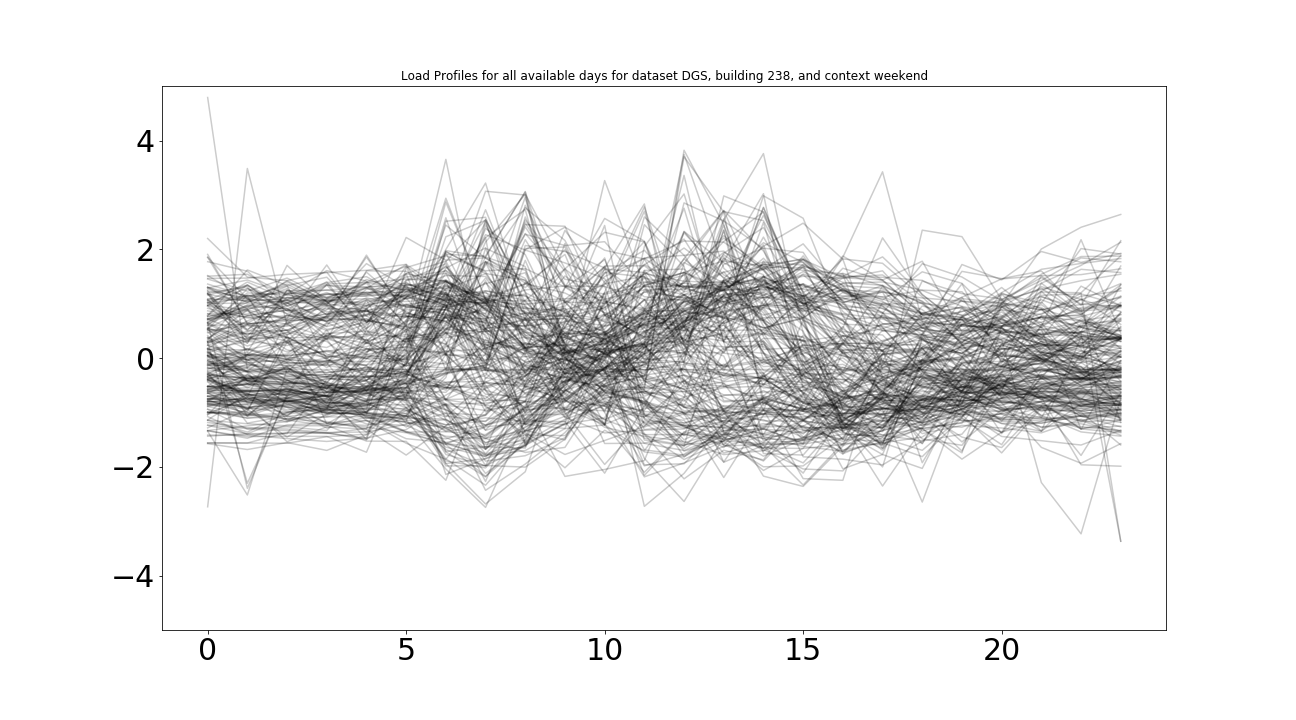 Load Profiles for all available days for dataset DGS, building 238, and context weekend
4
2
0
−2
−4
0 5 10 15 20